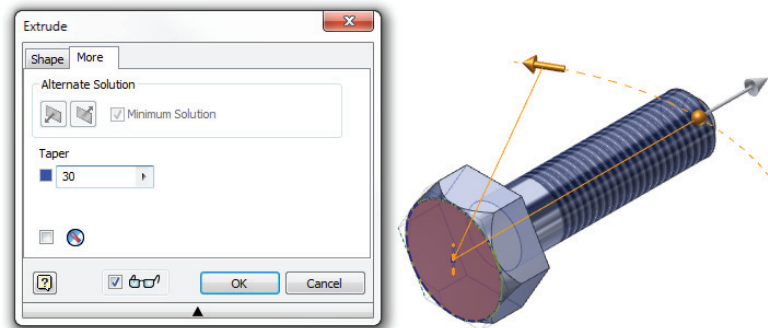 Extrude
Shape More
Alternate Solution
Minimum Solution
Taper
30
OK Cancel